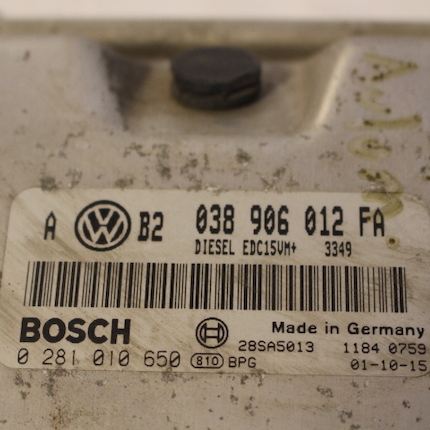 A VW B2 038 906 012 FA
DIESEL EDC15VM+ 3349
BOSCH
Made in Germany
28SA5013 1184 0759
0 281 010 650 810 BPG 01-10-15